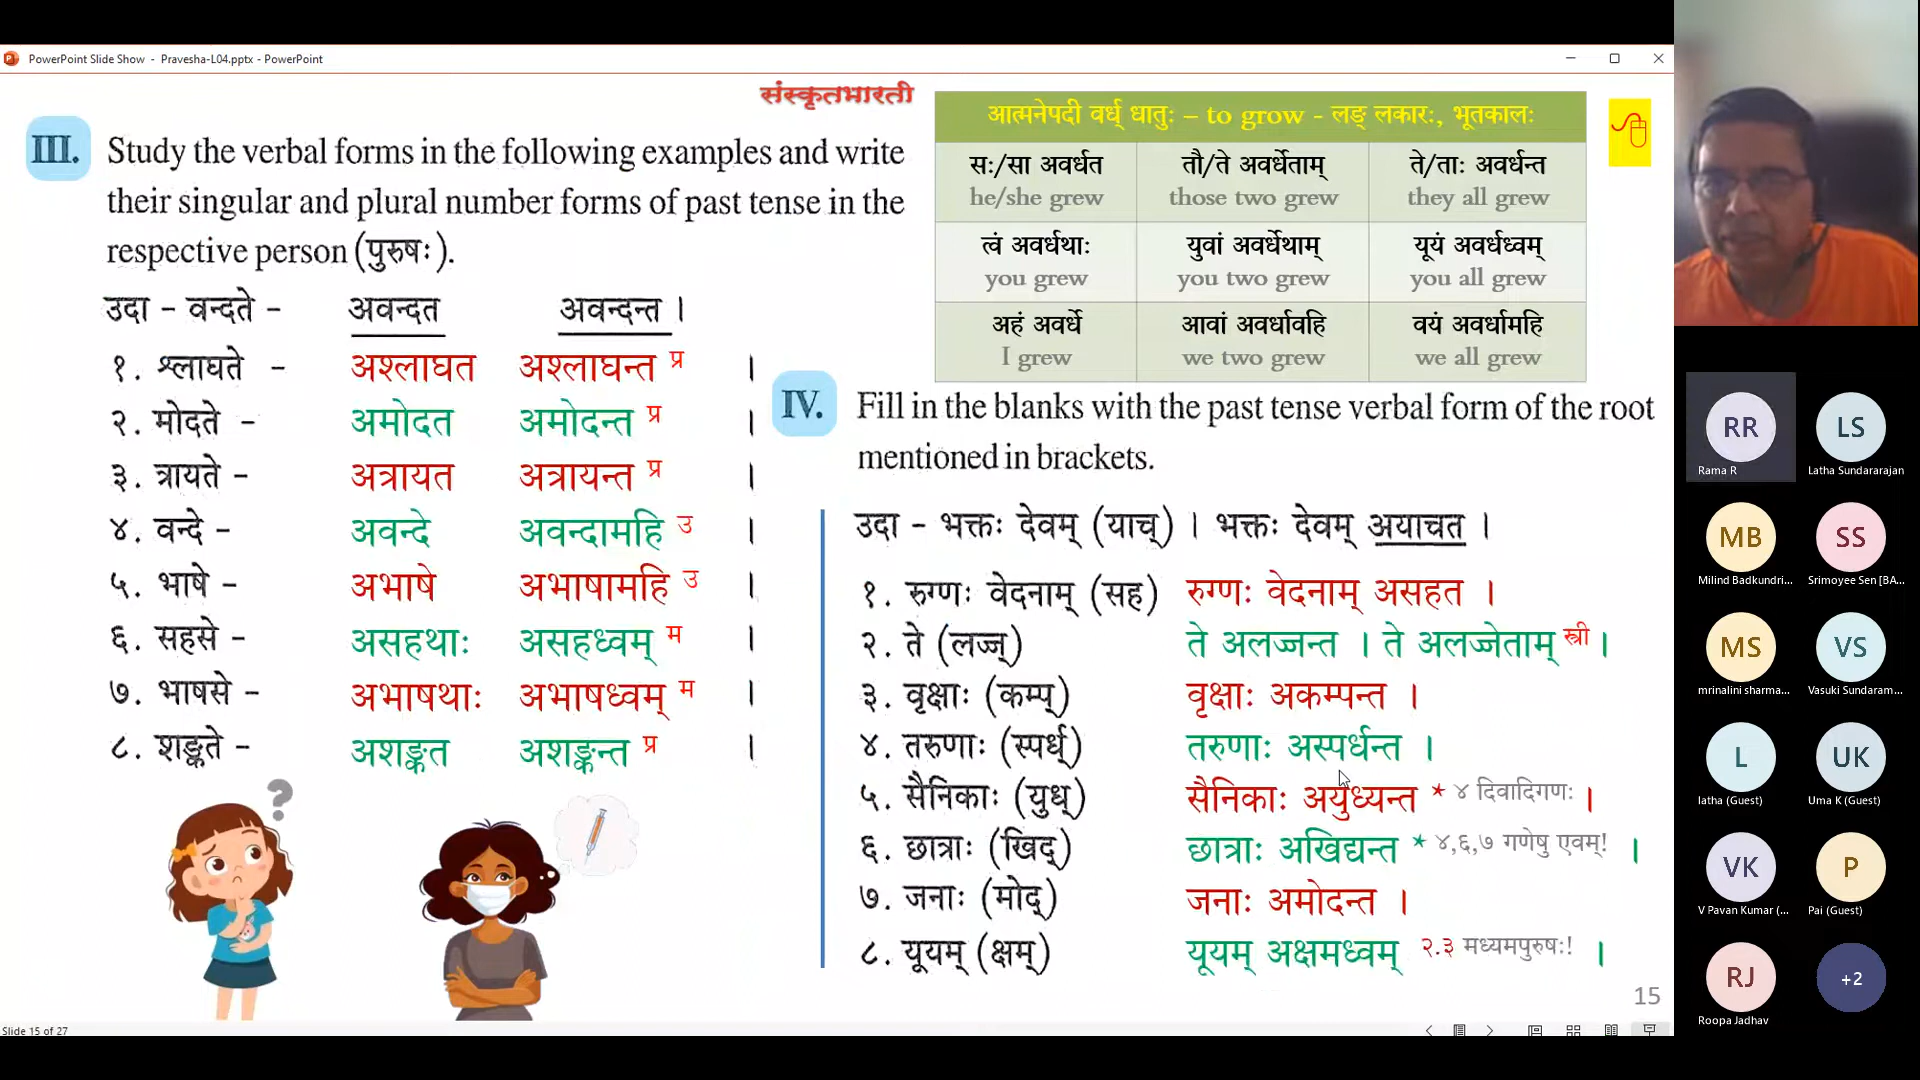 PowerPoint Slide Show - Pravesha-L04.pptx - PowerPoint
संस्कृतभारती
III. Study the verbal forms in the following examples and write
their singular and plural number forms of past tense in the
respective person (पुरुषः).
उदा - वन्दते - अवन्दत अवन्दन्त ।
१. श्लाघते - अश्लाघत अश्लाघन्त प्र ।
२. मोदते - अमोदत अमोदन्त प्र ।
३. त्रायते - अत्रायत अत्रायन्त प्र ।
४. वन्दे - अवन्दे अवन्दामहि उ ।
५. भाषे - अभाषे अभाषामहि उ ।
६. सहसे - असहथाः असहध्वम् म ।
७. भाषसे - अभाषथाः अभाषध्वम् म ।
८. शङ्कते - अशङ्कत अशङ्कन्त प्र ।
?
आत्मनेपदी वर्ध् धातुः – to grow - लङ् लकारः, भूतकालः
सः/सा अवर्धत तौ/ते अवर्धेताम् ते/ताः अवर्धन्त
he/she grew those two grew they all grew
त्वं अवर्धथाः युवां अवर्धेथाम् यूयं अवर्धध्वम्
you grew you two grew you all grew
अहं अवर्धे आवां अवर्धावहि वयं अवर्धामहि
I grew we two grew we all grew
IV. Fill in the blanks with the past tense verbal form of the root
mentioned in brackets.
उदा - भक्तः देवम् (याच्) । भक्तः देवम् अयाचत ।
१. रुग्णः वेदनाम् (सह) रुग्णः वेदनाम् असहत ।
२. ते (लज्ज्) ते अलज्जन्त । ते अलज्जेताम् स्त्री ।
३. वृक्षाः (कम्प्) वृक्षाः अकम्पन्त ।
४. तरुणाः (स्पर्ध्) तरुणाः अस्पर्धन्त ।
५. सैनिकाः (युध्) सैनिकाः अयुध्यन्त * ४ दिवादिगणः ।
६. छात्राः (खिद्) छात्राः अखिद्यन्त * ४,६,७ गणेषु एवम्! ।
७. जनाः (मोद्) जनाः अमोदन्त ।
८. यूयम् (क्षम्) यूयम् अक्षमध्वम् २.३ मध्यमपुरुषः! ।
15
Slide 15 of 27
RR LS
Rama R Latha Sundararajan
MB SS
Milind Badkundri... Srimoyee Sen [BA...
MS VS
mrinalini sharma... Vasuki Sundaram...
L UK
latha (Guest) Uma K (Guest)
VK P
V Pavan Kumar (... Pai (Guest)
RJ +2
Roopa Jadhav